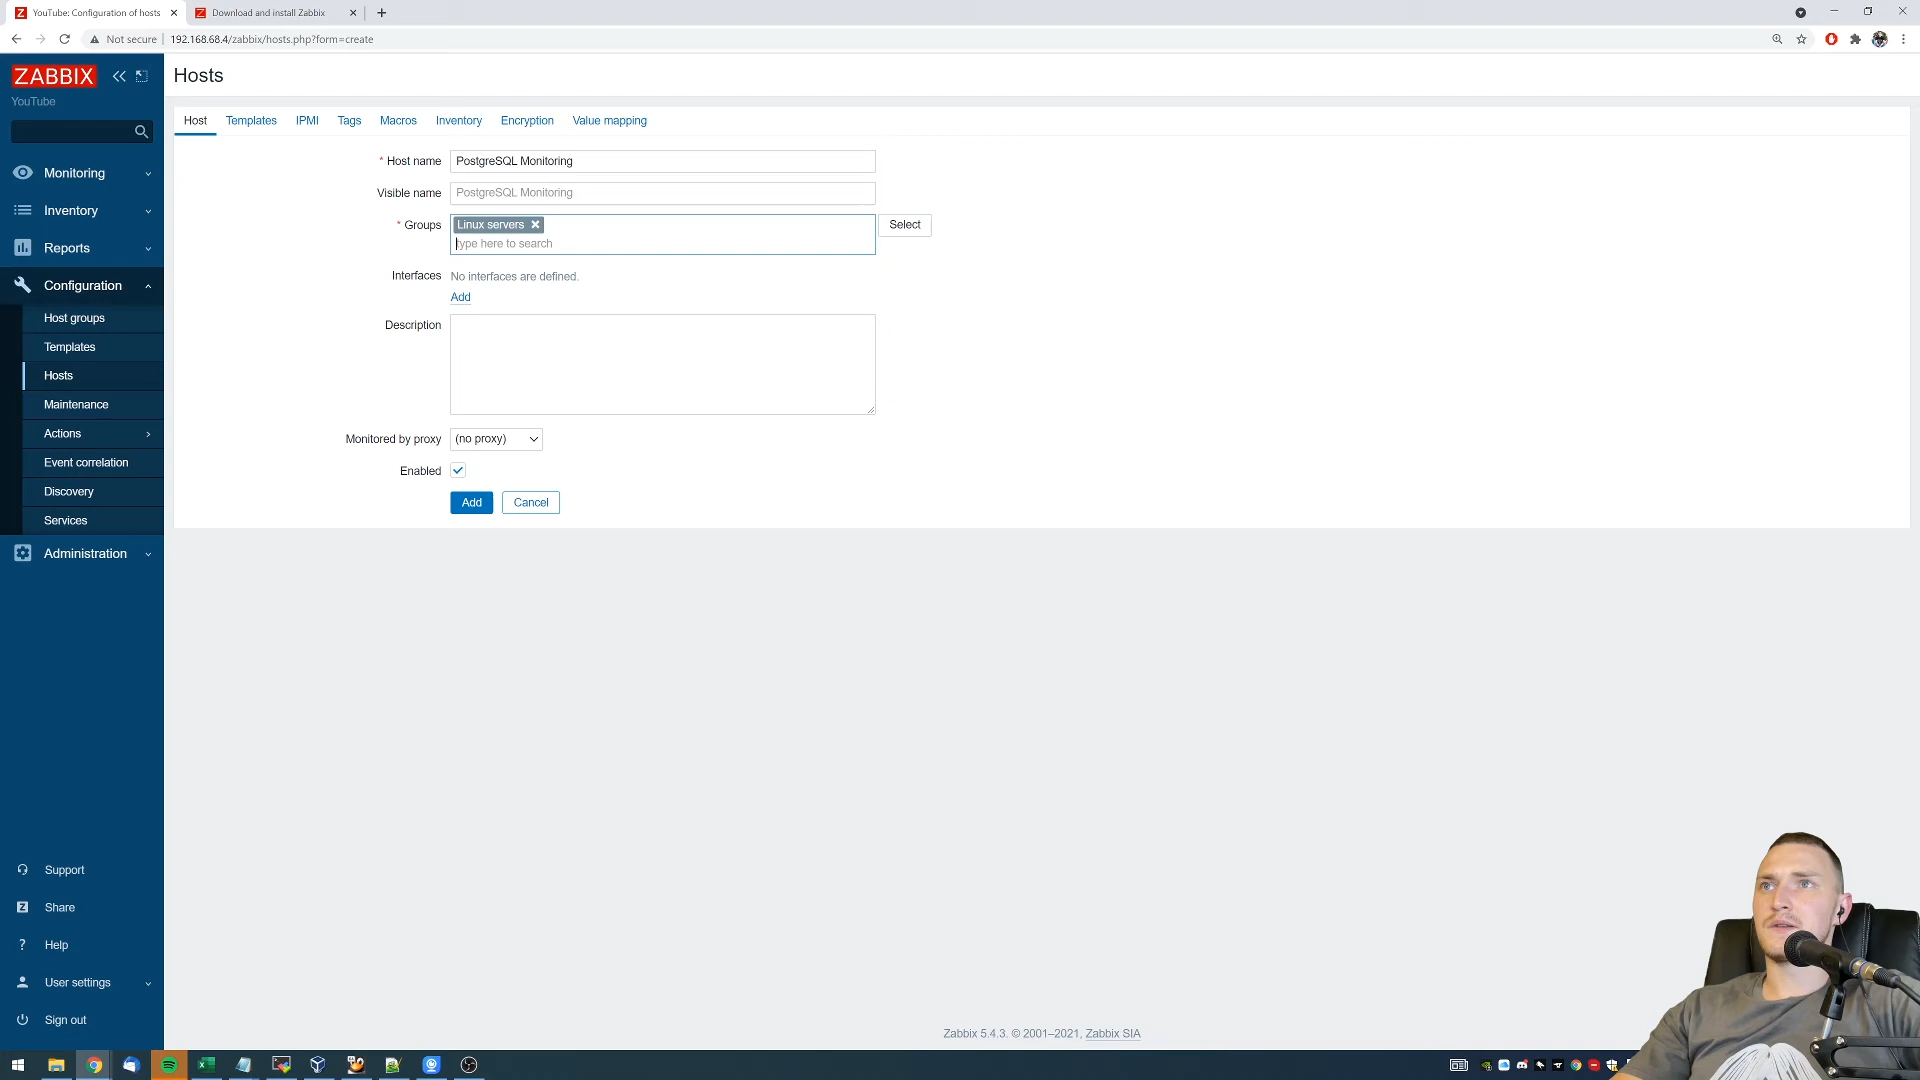 YouTube: Configuration of hosts
Download and install Zabbix
Not secure
192.168.68.4/zabbix/hosts.php?form=create
ZABBIX
YouTube
Monitoring
Inventory
Reports
Configuration
Host groups
Templates
Hosts
Maintenance
Actions
Event correlation
Discovery
Services
Administration
Support
Share
Help
User settings
Sign out
Hosts
Host
Templates
IPMI
Tags
Macros
Inventory
Encryption
Value mapping
* Host name
PostgreSQL Monitoring
Visible name
PostgreSQL Monitoring
* Groups
Linux servers
type here to search
Select
Interfaces
No interfaces are defined.
Add
Description
Monitored by proxy
(no proxy)
Enabled
Add
Cancel
Zabbix 5.4.3. © 2001–2021, Zabbix SIA